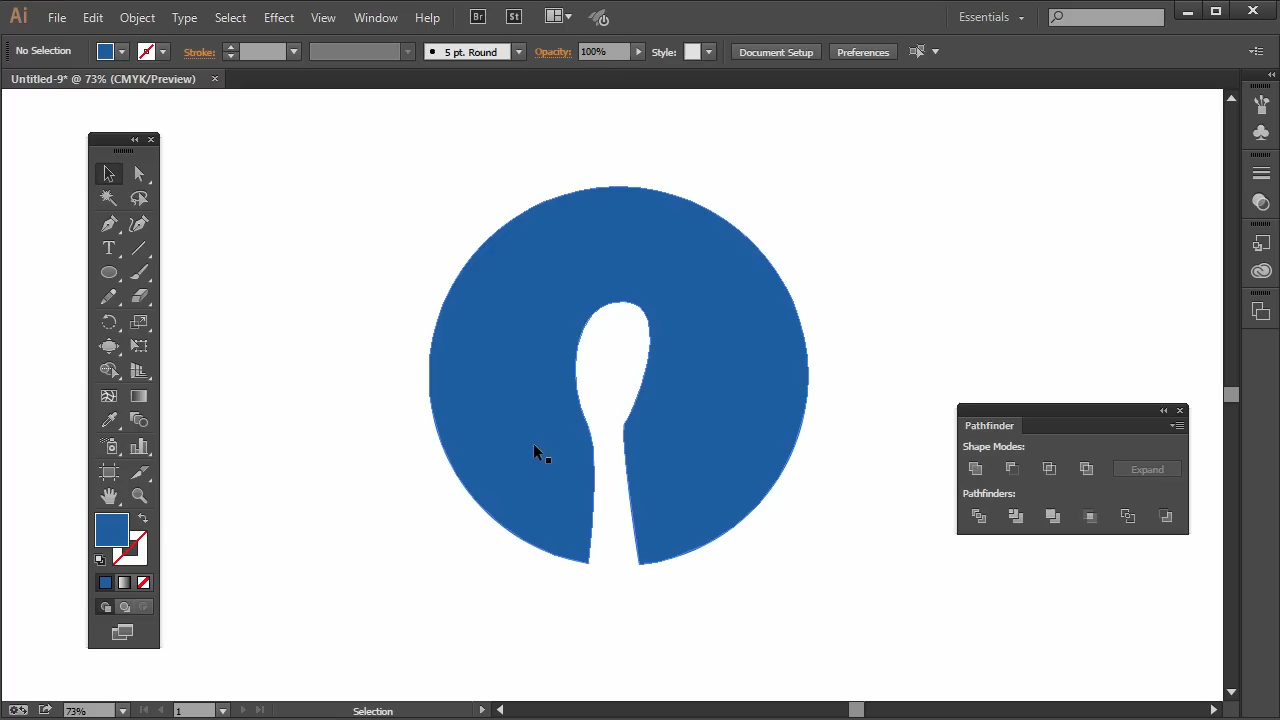 Ai File Edit Object Type Select Effect View Window Help Br St Essentials
No Selection Stroke: 5 pt. Round Opacity: 100% Style: Document Setup Preferences
Untitled-9* @ 73% (CMYK/Preview)
T
Pathfinder
Shape Modes:
Expand
Pathfinders:
73% 1 Selection